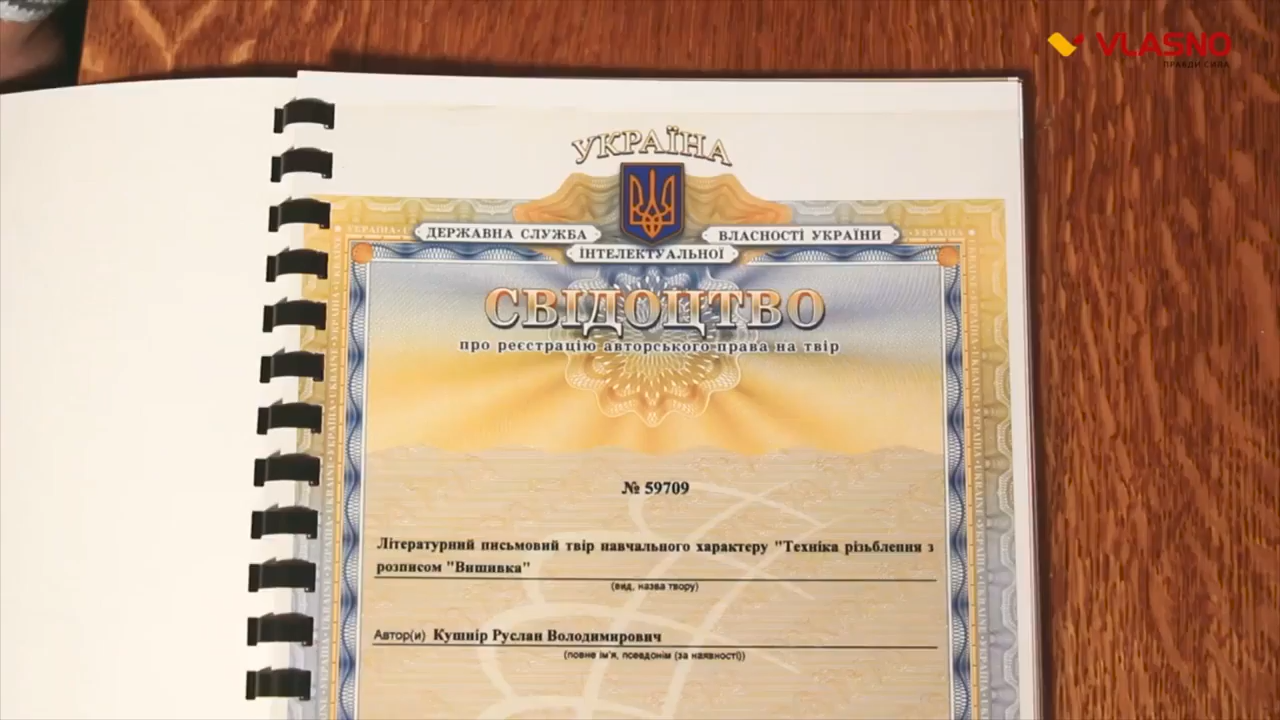 VLASNO
ПРАВДИ СИЛА
УКРАЇНА
ДЕРЖАВНА СЛУЖБА
ІНТЕЛЕКТУАЛЬНОЇ
ВЛАСНОСТІ УКРАЇНИ
СВІДОЦТВО
про реєстрацію авторського права на твір
№ 59709
Літературний письмовий твір навчального характеру "Техніка різьблення з
розписом "Вишивка"
(вид, назва твору)
Автор(и) Кушнір Руслан Володимирович
(повне ім'я, псевдонім (за наявності))